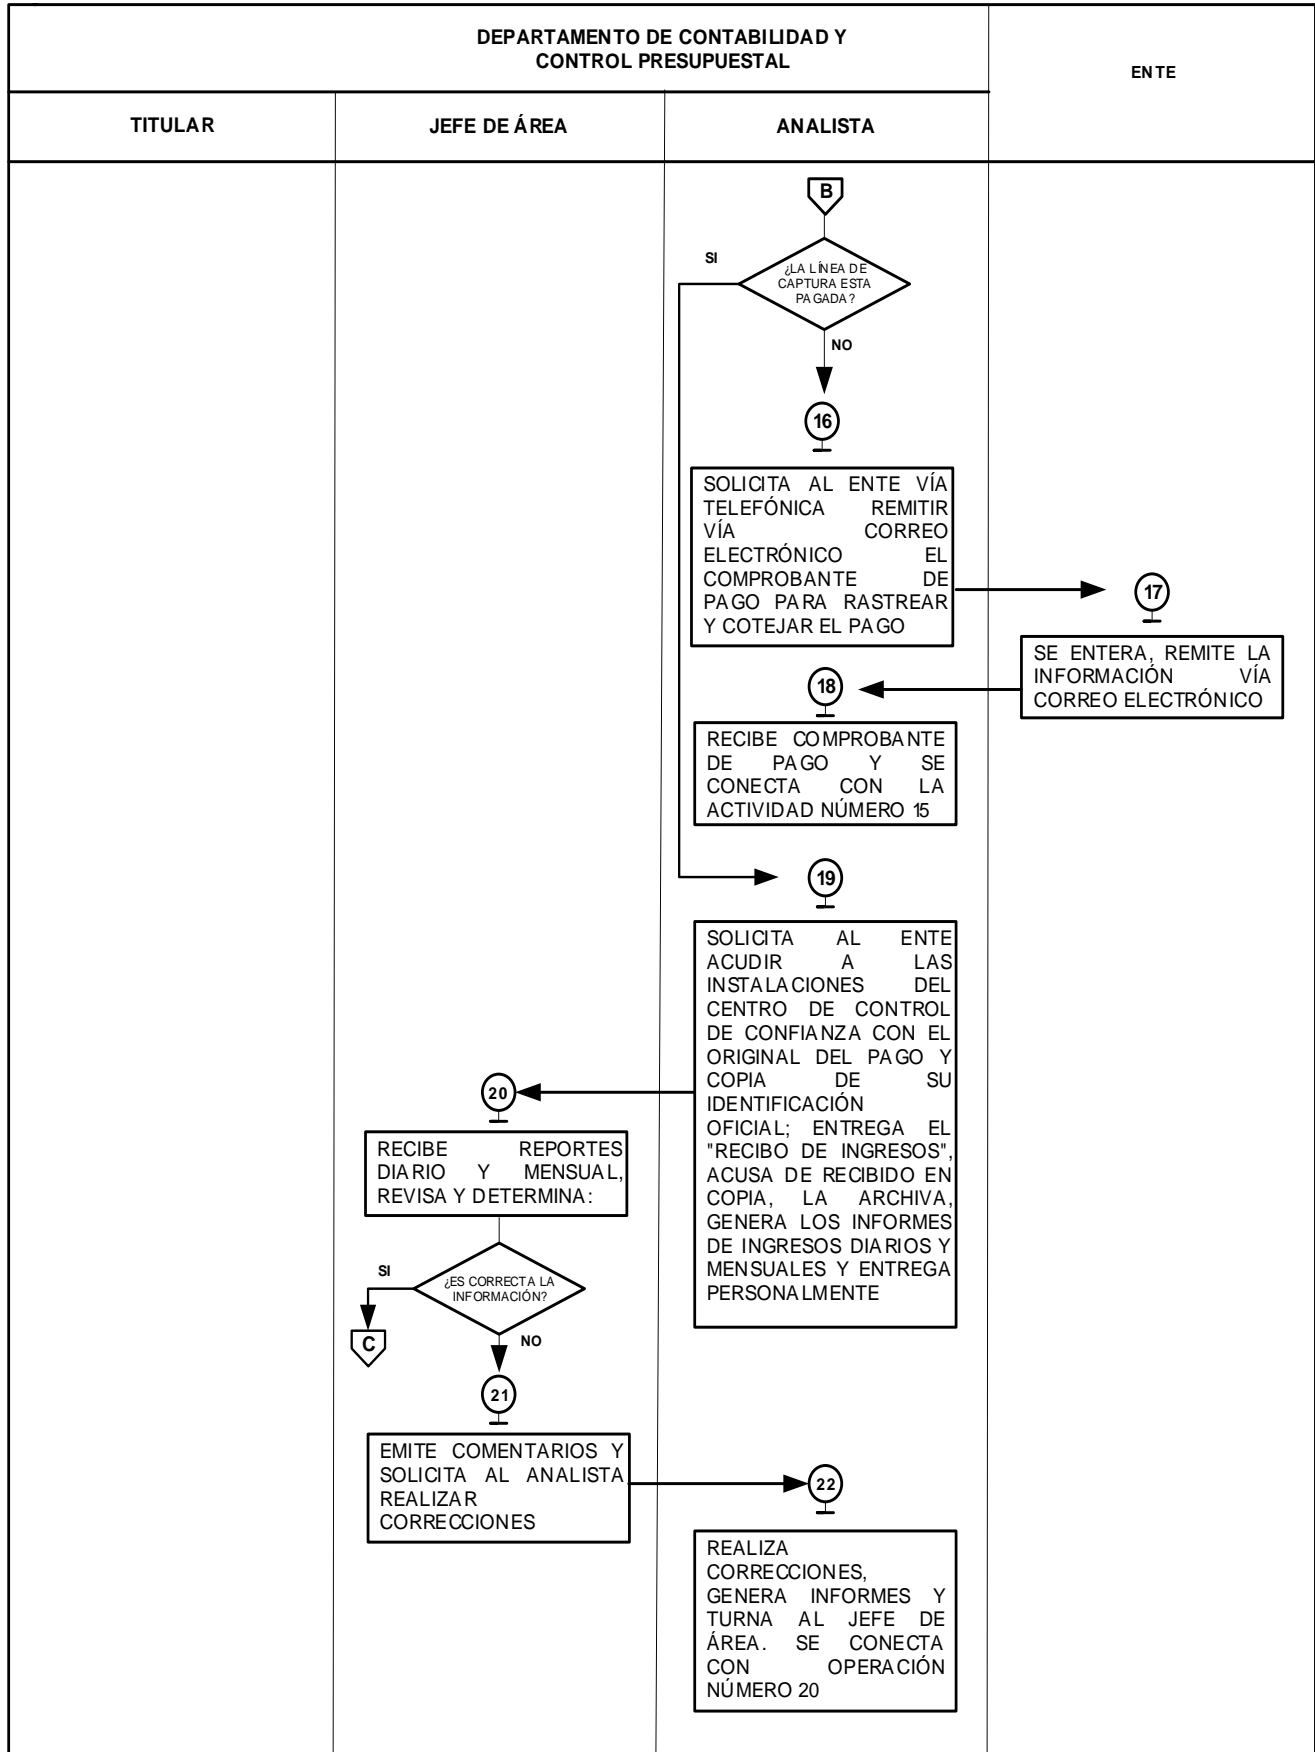 DEPARTAMENTO DE CONTABILIDAD Y
CONTROL PRESUPUESTAL
ENTE
TITULAR
JEFE DE ÁREA
ANALISTA
B
SI
¿LA LÍNEA DE
CAPTURA ESTA
PAGADA?
NO
16
SOLICITA AL ENTE VÍA
TELEFÓNICA REMITIR
VÍA CORREO
ELECTRÓNICO EL
COMPROBANTE DE
PAGO PARA RASTREAR
Y COTEJAR EL PAGO
17
SE ENTERA, REMITE LA
INFORMACIÓN VÍA
CORREO ELECTRÓNICO
18
RECIBE COMPROBANTE
DE PAGO Y SE
CONECTA CON LA
ACTIVIDAD NÚMERO 15
19
SOLICITA AL ENTE
ACUDIR A LAS
INSTALACIONES DEL
CENTRO DE CONTROL
DE CONFIANZA CON EL
ORIGINAL DEL PAGO Y
COPIA DE SU
IDENTIFICACIÓN
OFICIAL; ENTREGA EL
"RECIBO DE INGRESOS",
ACUSA DE RECIBIDO EN
COPIA, LA ARCHIVA,
GENERA LOS INFORMES
DE INGRESOS DIARIOS Y
MENSUALES Y ENTREGA
PERSONALMENTE
20
RECIBE REPORTES
DIARIO Y MENSUAL,
REVISA Y DETERMINA:
SI
¿ES CORRECTA LA
INFORMACIÓN?
C
NO
21
EMITE COMENTARIOS Y
SOLICITA AL ANALISTA
REALIZAR
CORRECCIONES
22
REALIZA
CORRECCIONES,
GENERA INFORMES Y
TURNA AL JEFE DE
ÁREA. SE CONECTA
CON OPERACIÓN
NÚMERO 20